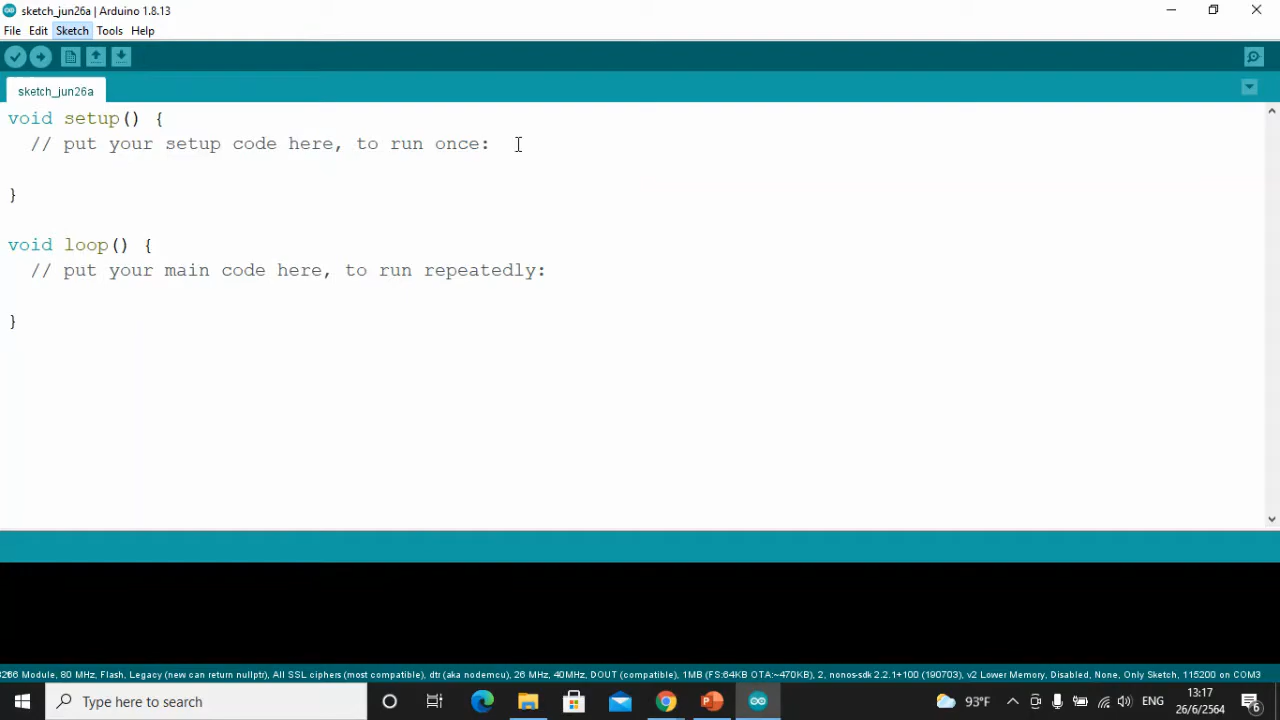 sketch_jun26a | Arduino 1.8.13
File Edit Sketch Tools Help
sketch_jun26a
void setup() {
// put your setup code here, to run once:
}
void loop() {
// put your main code here, to run repeatedly:
}
Module, 80 MHz, Flash, Legacy (new can return nullptr), All SSL ciphers (most compatible), dtr (aka nodemcu), 26 MHz, 40MHz, DOUT (compatible), 1MB (FS:64KB OTA:~470KB), 2, nonos-sdk 2.2.1+100 (190703), v2 Lower Memory, Disabled, None, Only Sketch, 115200 on COM3
Type here to search
93°F
ENG
13:17
26/6/2564
6